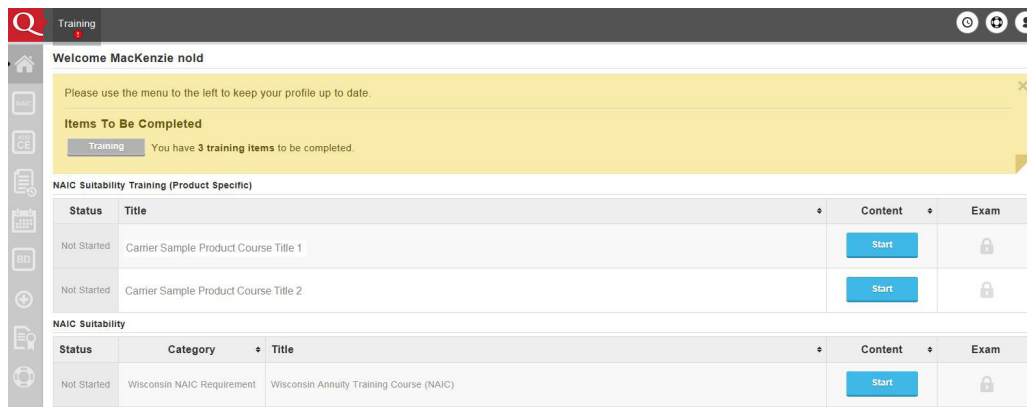 Q Training
!
Welcome MacKenzie nold
Please use the menu to the left to keep your profile up to date.
Items To Be Completed
Training You have 3 training items to be completed.
NAIC Suitability Training (Product Specific)
Status Title Content Exam
Not Started Carrier Sample Product Course Title 1 Start
Not Started Carrier Sample Product Course Title 2 Start
NAIC Suitability
Status Category Title Content Exam
Not Started Wisconsin NAIC Requirement Wisconsin Annuity Training Course (NAIC) Start
NAIC
ADD
CE
BD